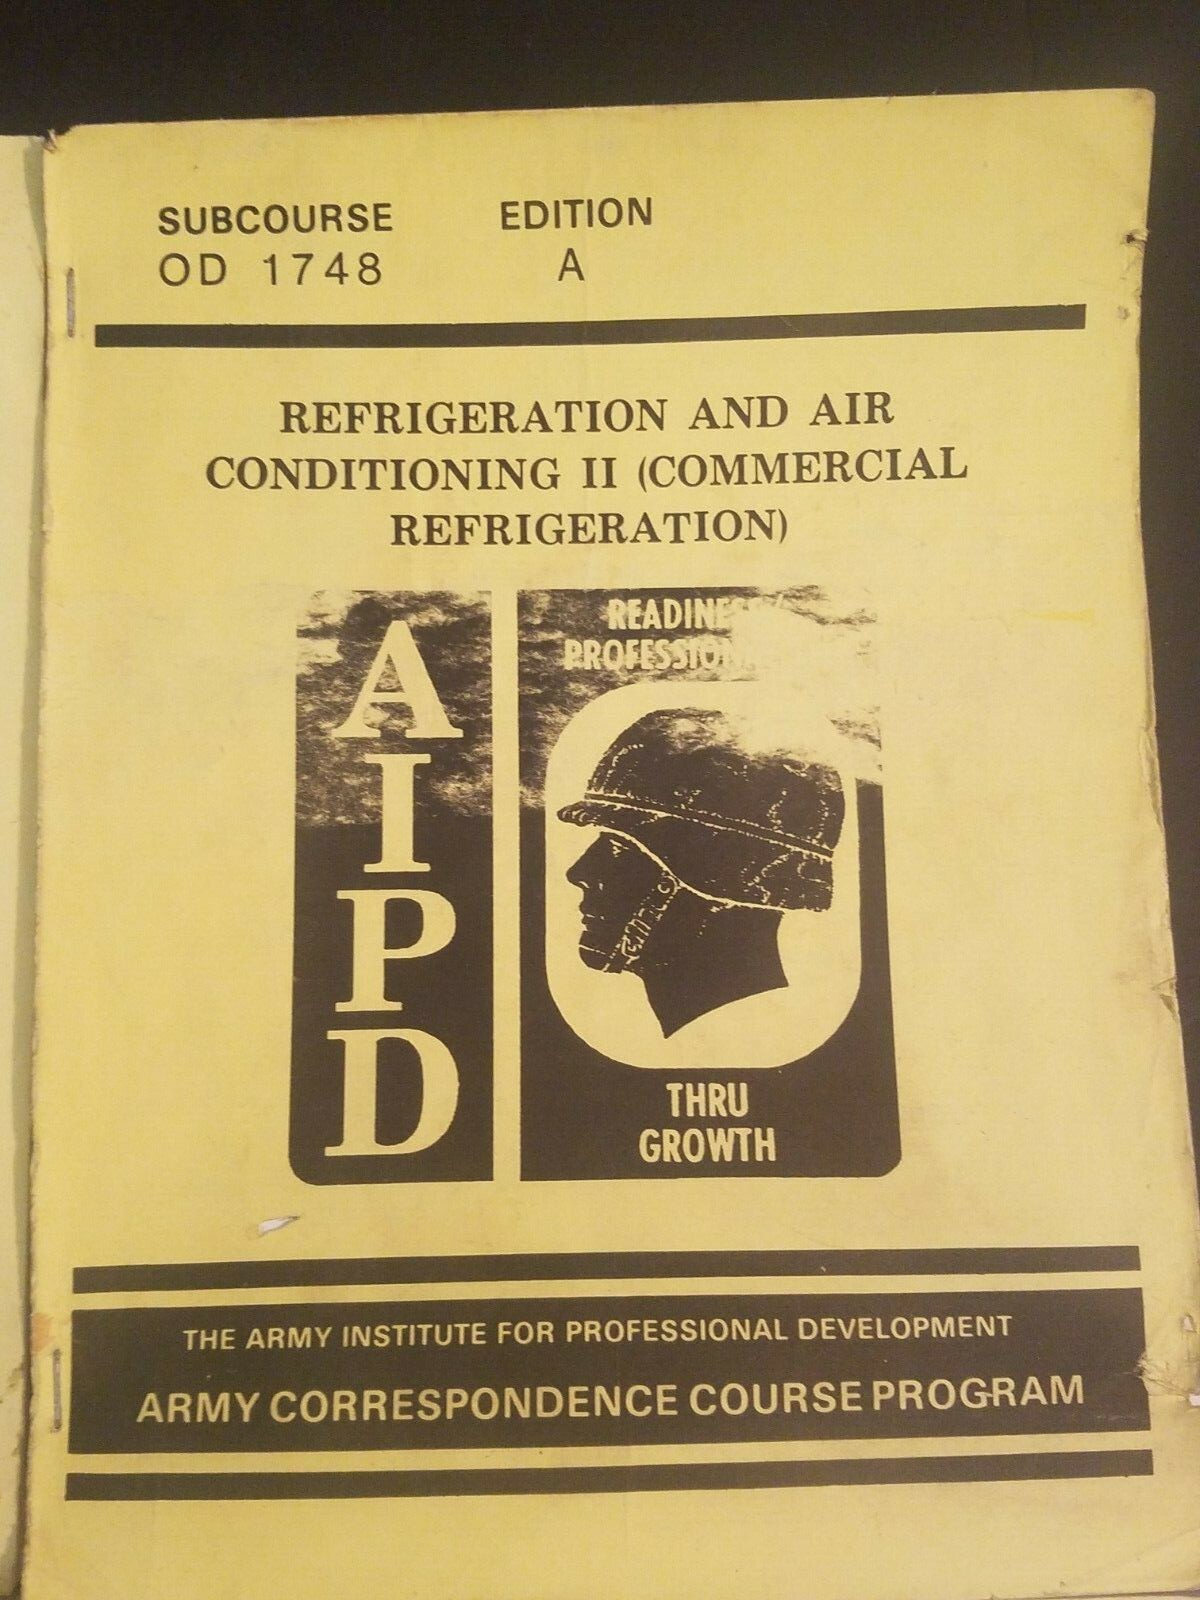 SUBCOURSE EDITION
OD 1748 A
REFRIGERATION AND AIR
CONDITIONING II (COMMERCIAL
REFRIGERATION)
AIPD
THRU
GROWTH
THE ARMY INSTITUTE FOR PROFESSIONAL DEVELOPMENT
ARMY CORRESPONDENCE COURSE PROGRAM